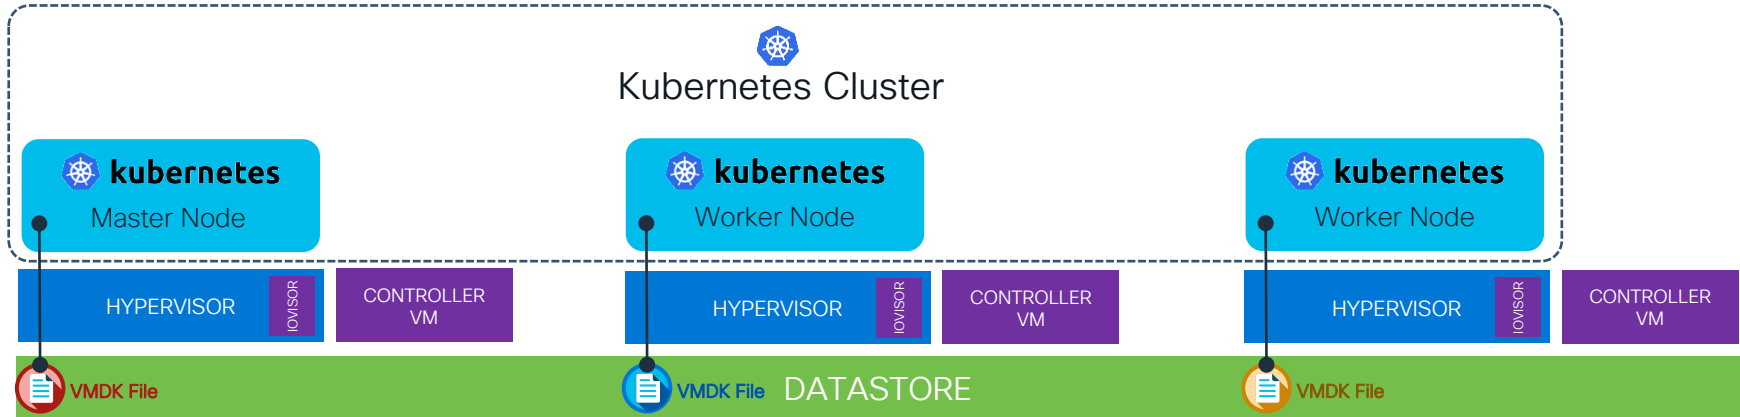 Kubernetes Cluster
kubernetes
Master Node
kubernetes
Worker Node
kubernetes
Worker Node
HYPERVISOR
IOVISOR
CONTROLLER
VM
HYPERVISOR
IOVISOR
CONTROLLER
VM
HYPERVISOR
IOVISOR
CONTROLLER
VM
VMDK File
VMDK File
DATASTORE
VMDK File